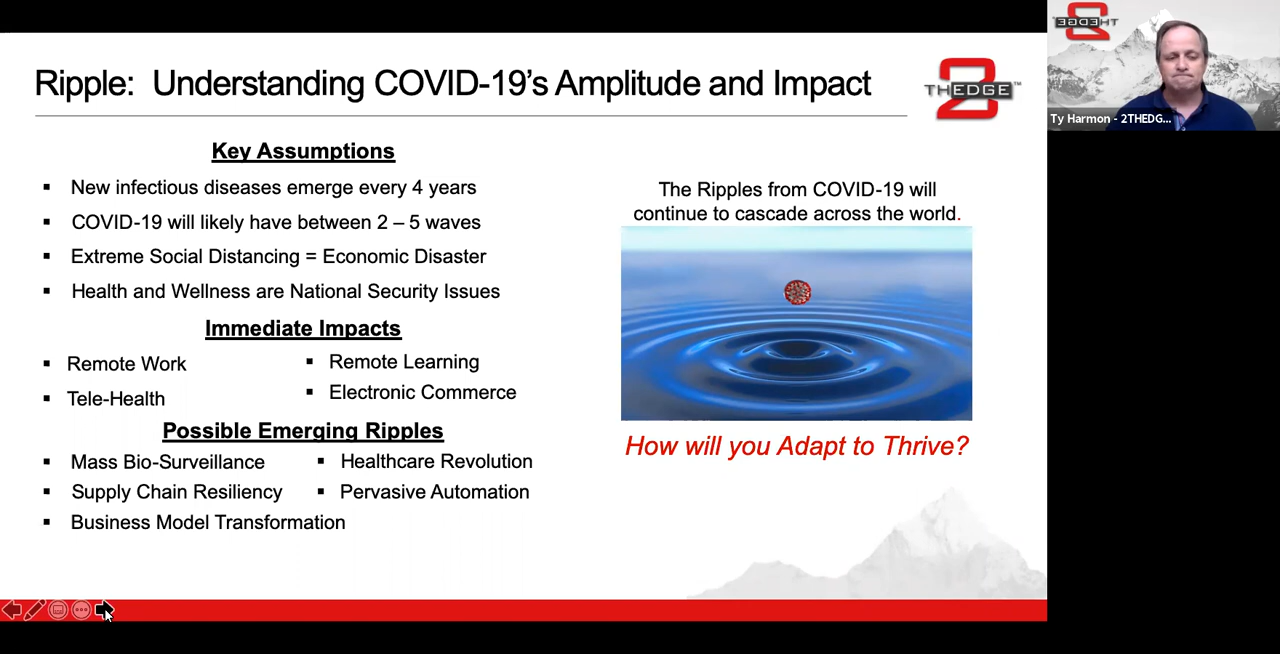 Ripple: Understanding COVID-19's Amplitude and Impact
2
THEDGE™
Key Assumptions
▪ New infectious diseases emerge every 4 years
▪ COVID-19 will likely have between 2 – 5 waves
▪ Extreme Social Distancing = Economic Disaster
▪ Health and Wellness are National Security Issues
Immediate Impacts
▪ Remote Work
▪ Tele-Health
▪ Remote Learning
▪ Electronic Commerce
Possible Emerging Ripples
▪ Mass Bio-Surveillance
▪ Supply Chain Resiliency
▪ Business Model Transformation
▪ Healthcare Revolution
▪ Pervasive Automation
The Ripples from COVID-19 will
continue to cascade across the world.
How will you Adapt to Thrive?
2
THEDGE
Ty Harmon - 2THEDG...